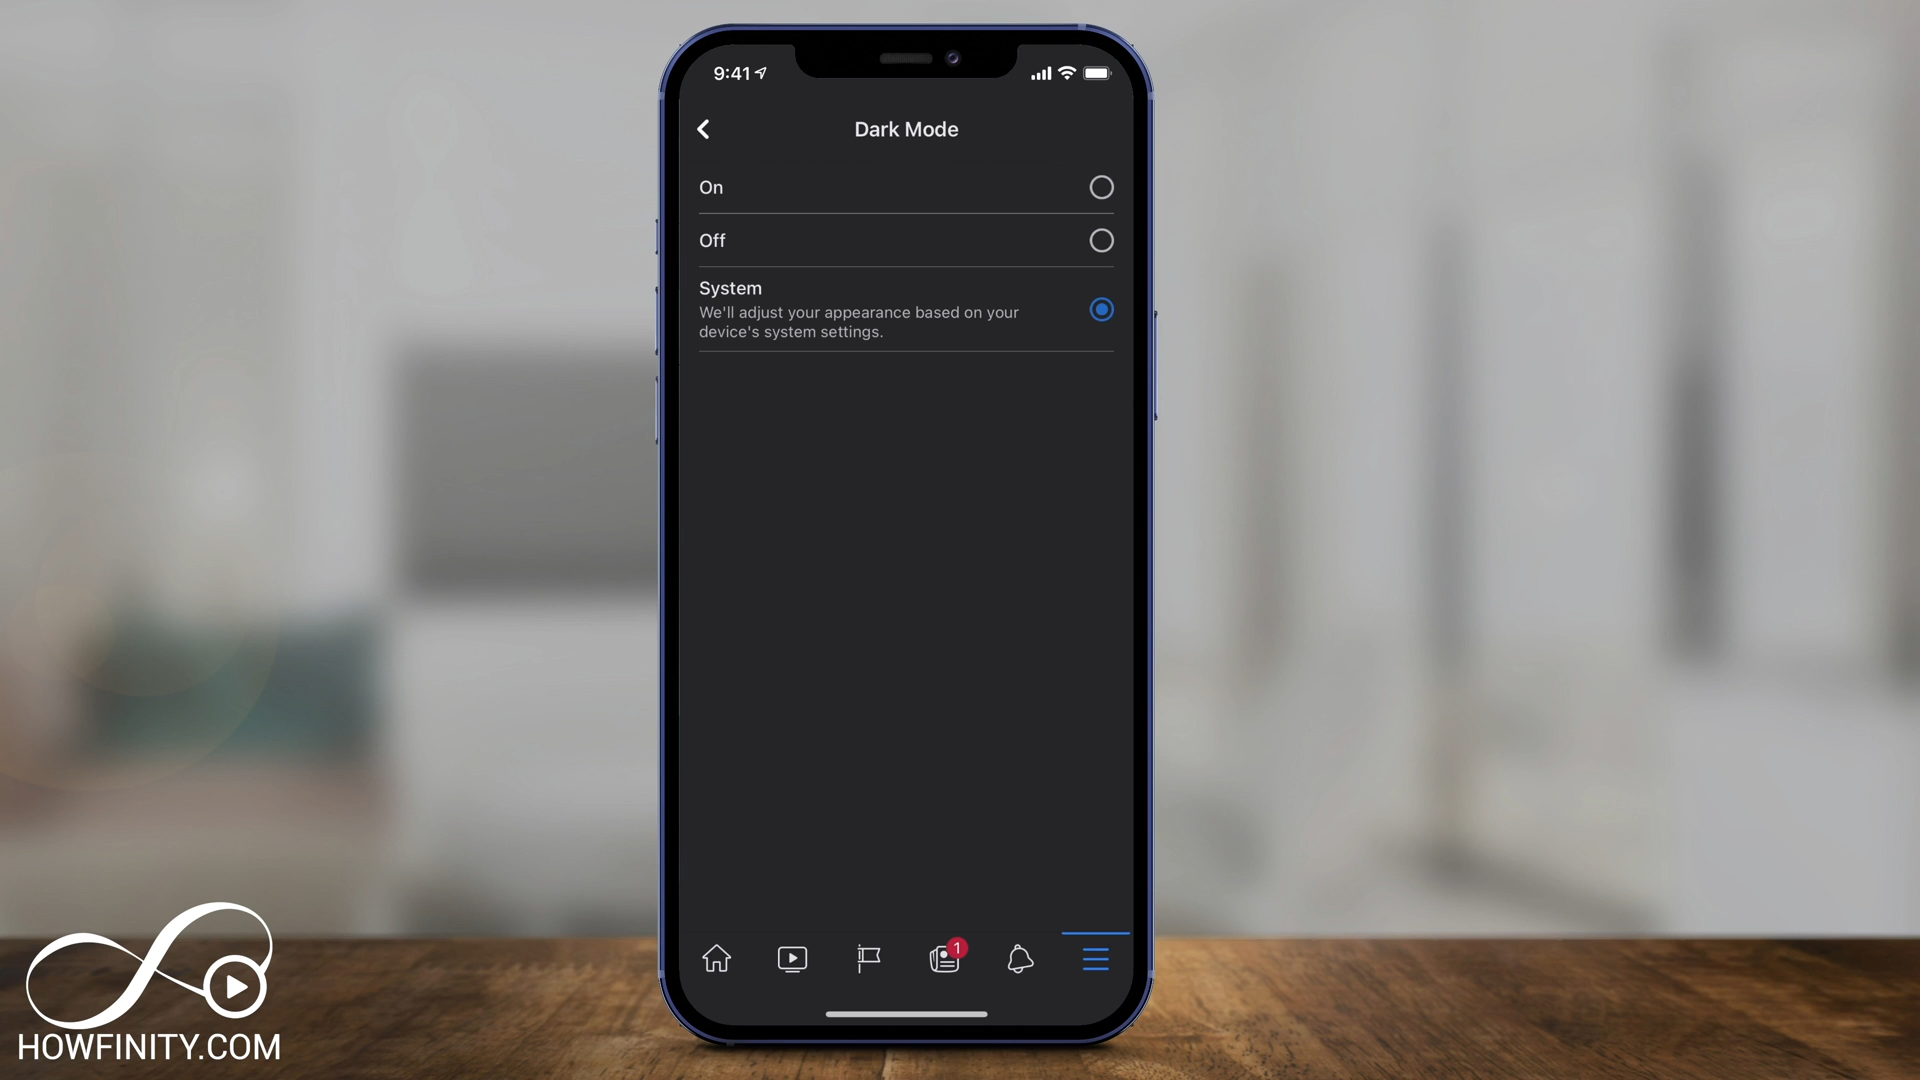 9:41
Dark Mode
On
Off
System
We'll adjust your appearance based on your
device's system settings.
1
HOWFINITY.COM